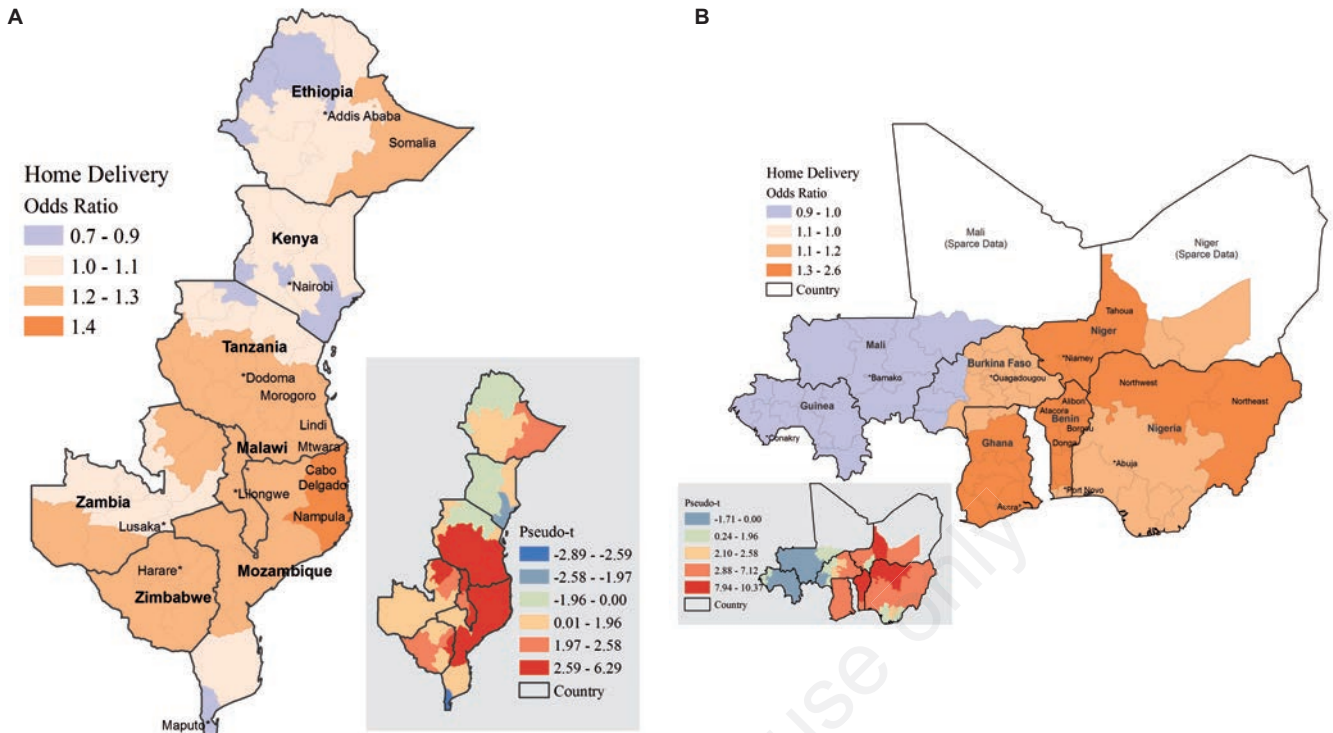 A
Ethiopia
*Addis Ababa
Somalia
Home Delivery
Odds Ratio
0.7 - 0.9
1.0 - 1.1
1.2 - 1.3
1.4
Kenya
*Nairobi
Tanzania
*Dodoma
Morogoro
Lindi
Malawi
Mtwara
Cabo
Delgado
*Lilongwe
Zambia
Nampula
Lusaka*
Harare*
Mozambique
Zimbabwe
Maputo*
Pseudo-t
-2.89 - -2.59
-2.58 - -1.97
-1.96 - 0.00
0.01 - 1.96
1.97 - 2.58
2.59 - 6.29
Country
B
Home Delivery
Odds Ratio
0.9 - 1.0
1.1 - 1.0
1.1 - 1.2
1.3 - 2.6
Country
Mali
(Sparce Data)
Niger
(Sparce Data)
Tahoua
Niger
Mali
*Niamey
Burkina Faso
*Bamako
*Ouagadougou
Northwest
Guinea
Alibori
Northeast
Atacora
Benin
Borgou
Nigeria
*Conakry
Ghana
Donga
*Abuja
*Port Novo
Accra*
Pseudo-t
-1.71 - 0.00
0.24 - 1.96
2.10 - 2.58
2.88 - 7.12
7.94 - 10.37
Country
use only